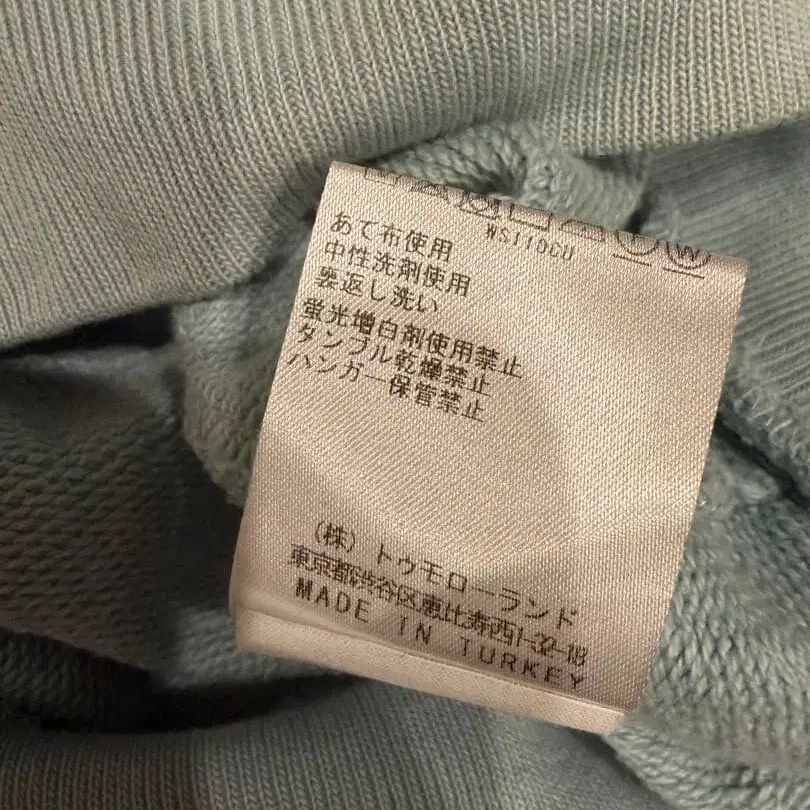 WS110CU
あて布使用
中性洗剤使用
裏返し洗い
蛍光増白剤使用禁止
タンブル乾燥禁止
ハンガー保管禁止
(株) トゥモローランド
東京都渋谷区恵比寿西1-32-18
MADE IN TURKEY